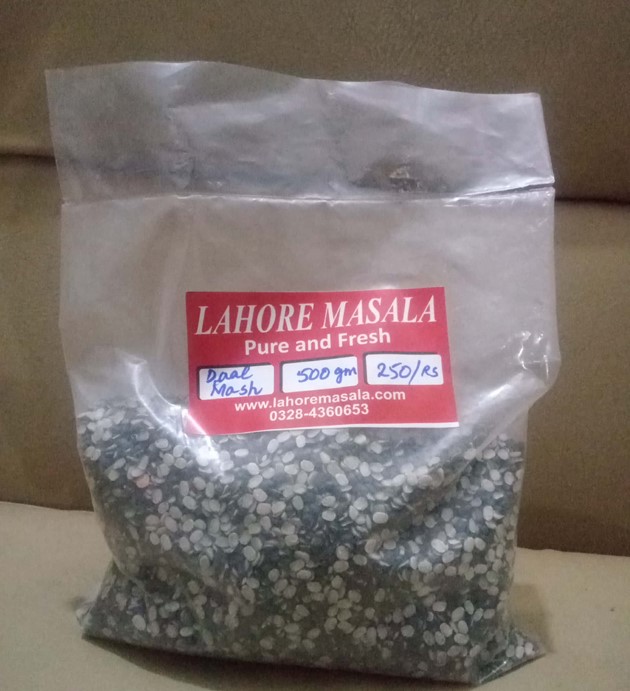 LAHORE MASALA
Pure and Fresh
Daal Mash 500 gm 250/Rs
www.lahoremasala.com
0328-4360653